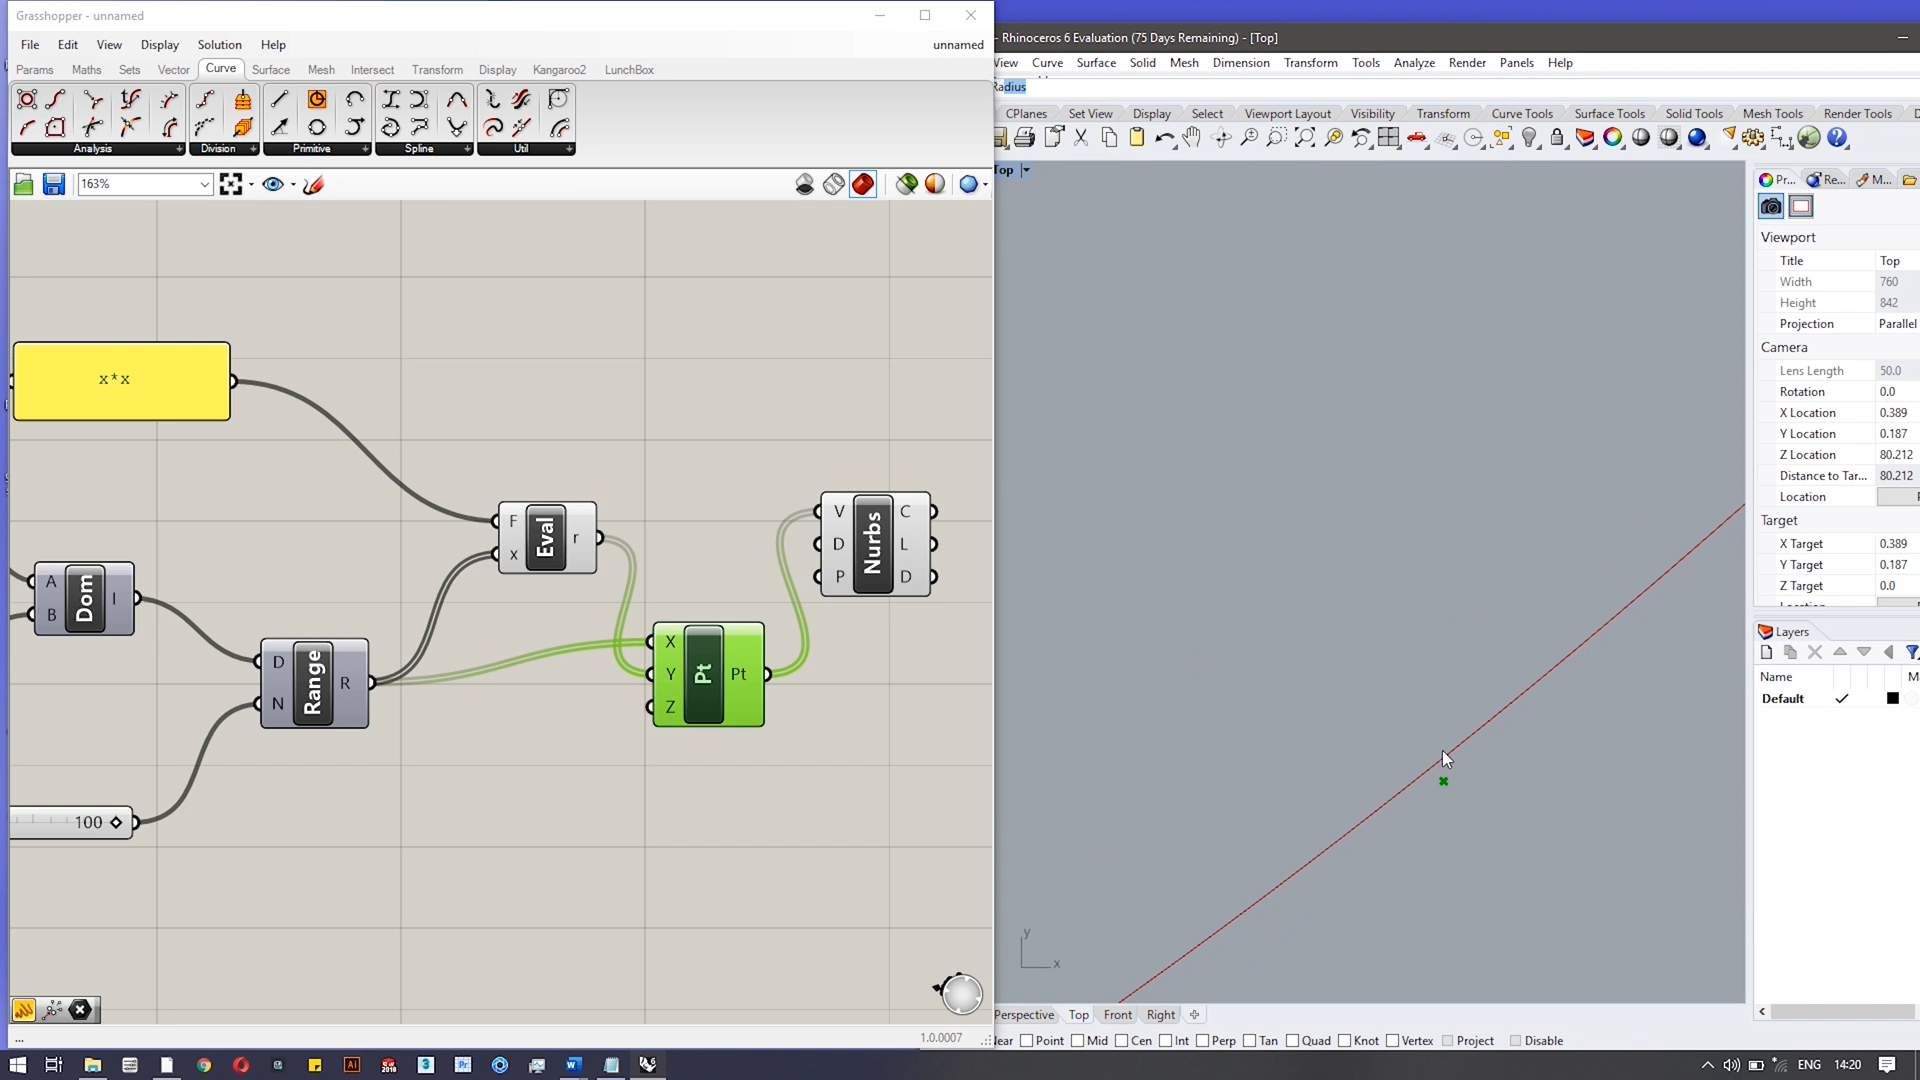 Grasshopper - unnamed
File Edit View Display Solution Help unnamed
Params Maths Sets Vector Curve Surface Mesh Intersect Transform Display Kangaroo2 LunchBox
Analysis Division Primitive Spline Util
163%
x*x
F x Eval r
A B Dom I
D N Range R
X Y Z Pt Pt
V D P Nurbs C L D
100
1.0.0007
...
- Rhinoceros 6 Evaluation (75 Days Remaining) - [Top]
View Curve Surface Solid Mesh Dimension Transform Tools Analyze Render Panels Help
Radius
CPlanes Set View Display Select Viewport Layout Visibility Transform Curve Tools Surface Tools Solid Tools Mesh Tools Render Tools D
Top
y
x
Perspective Top Front Right
Near Point Mid Cen Int Perp Tan Quad Knot Vertex Project Disable
Pr... Re... M...
Viewport
Title Top
Width 760
Height 842
Projection Parallel
Camera
Lens Length 50.0
Rotation 0.0
X Location 0.389
Y Location 0.187
Z Location 80.212
Distance to Tar... 80.212
Location
Target
X Target 0.389
Y Target 0.187
Z Target 0.0
Location
Layers
Name M
Default
ENG 14:20